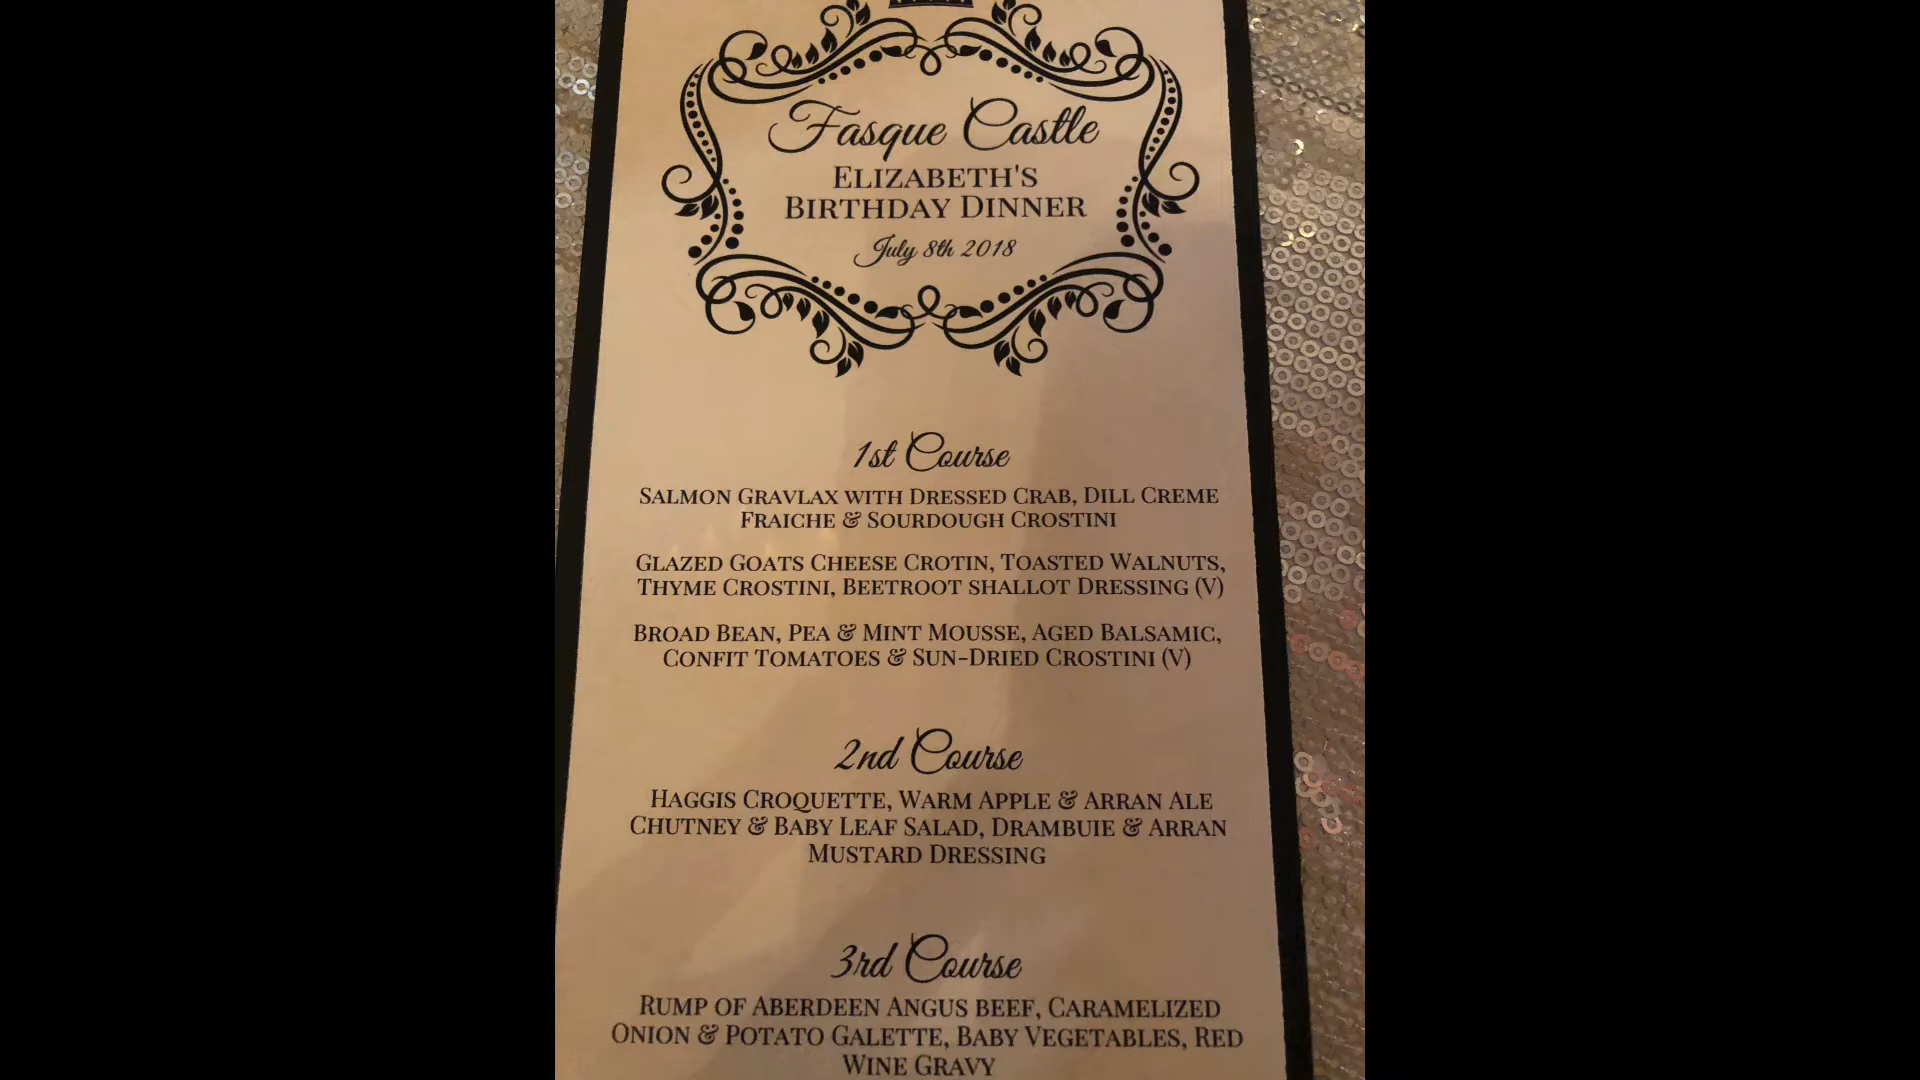 Fasque Castle
ELIZABETH'S
BIRTHDAY DINNER
July 8th 2018
1st Course
SALMON GRAVLAX WITH DRESSED CRAB, DILL CREME
FRAICHE & SOURDOUGH CROSTINI
GLAZED GOATS CHEESE CROTIN, TOASTED WALNUTS,
THYME CROSTINI, BEETROOT SHALLOT DRESSING (V)
BROAD BEAN, PEA & MINT MOUSSE, AGED BALSAMIC,
CONFIT TOMATOES & SUN-DRIED CROSTINI (V)
2nd Course
HAGGIS CROQUETTE, WARM APPLE & ARRAN ALE
CHUTNEY & BABY LEAF SALAD, DRAMBUIE & ARRAN
MUSTARD DRESSING
3rd Course
RUMP OF ABERDEEN ANGUS BEEF, CARAMELIZED
ONION & POTATO GALETTE, BABY VEGETABLES, RED
WINE GRAVY